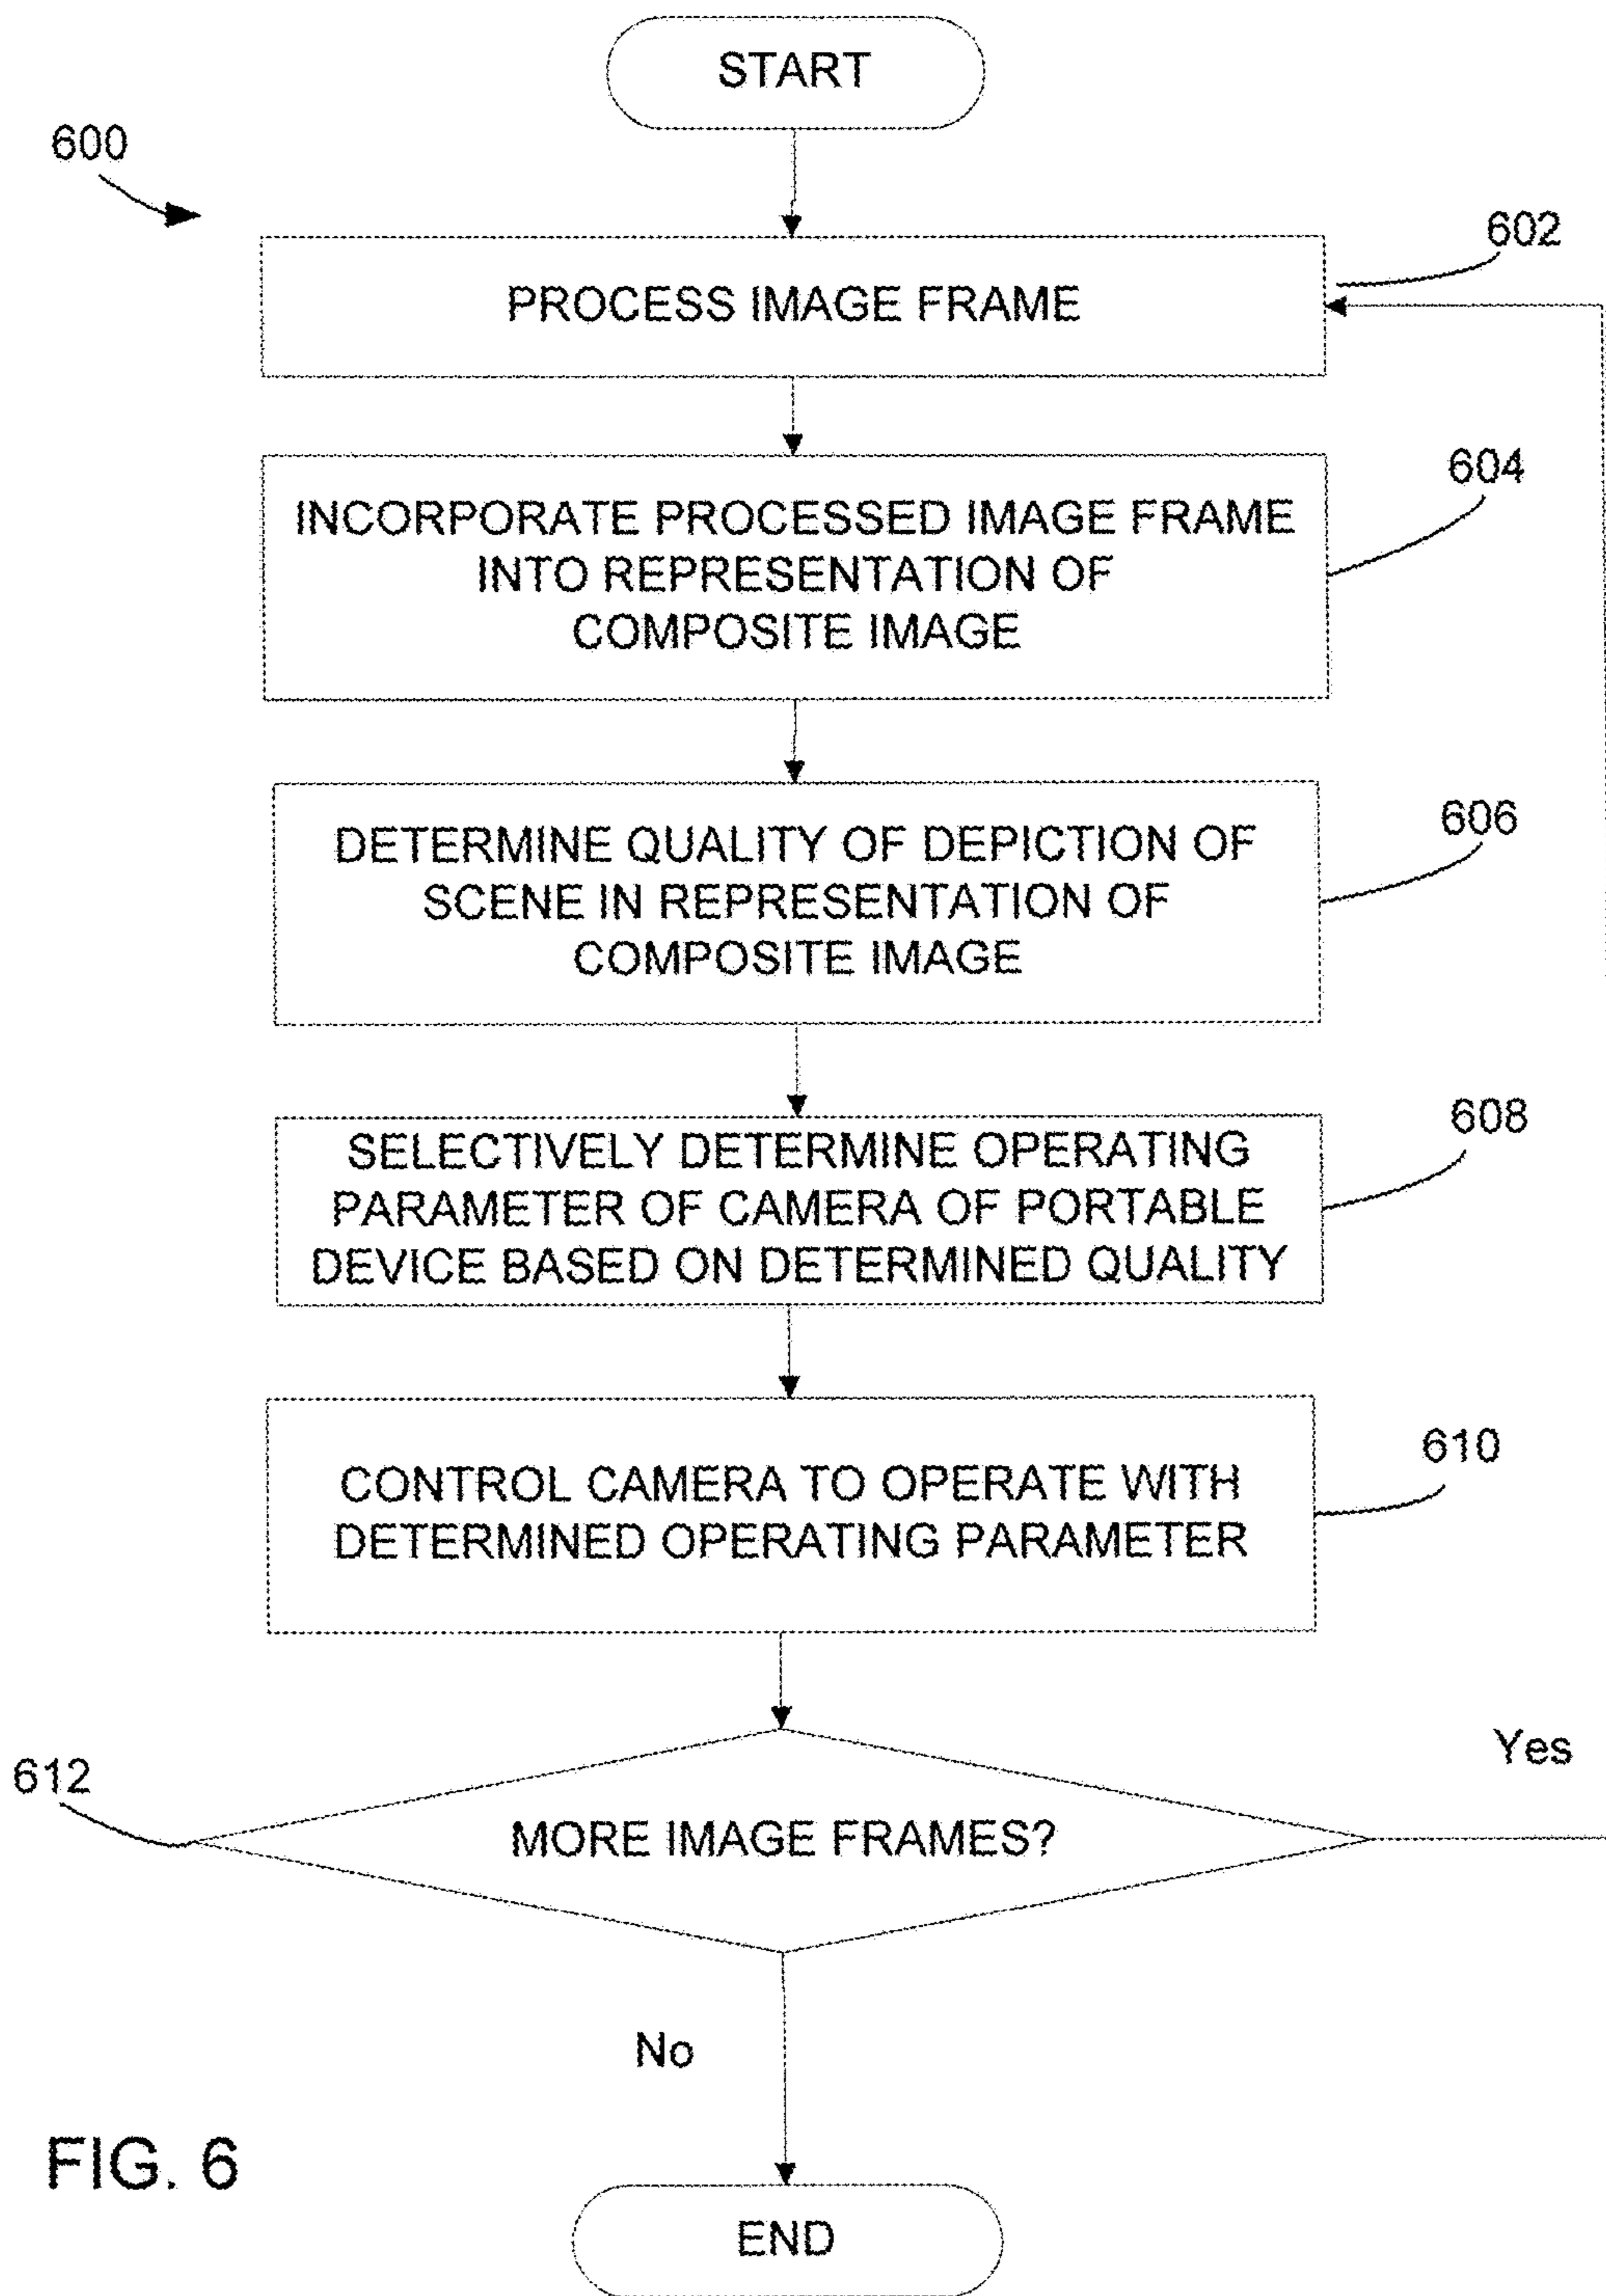 START
600
602
PROCESS IMAGE FRAME
604
INCORPORATE PROCESSED IMAGE FRAME
INTO REPRESENTATION OF
COMPOSITE IMAGE
606
DETERMINE QUALITY OF DEPICTION OF
SCENE IN REPRESENTATION OF
COMPOSITE IMAGE
608
SELECTIVELY DETERMINE OPERATING
PARAMETER OF CAMERA OF PORTABLE
DEVICE BASED ON DETERMINED QUALITY
610
CONTROL CAMERA TO OPERATE WITH
DETERMINED OPERATING PARAMETER
612
Yes
MORE IMAGE FRAMES?
No
FIG. 6
END